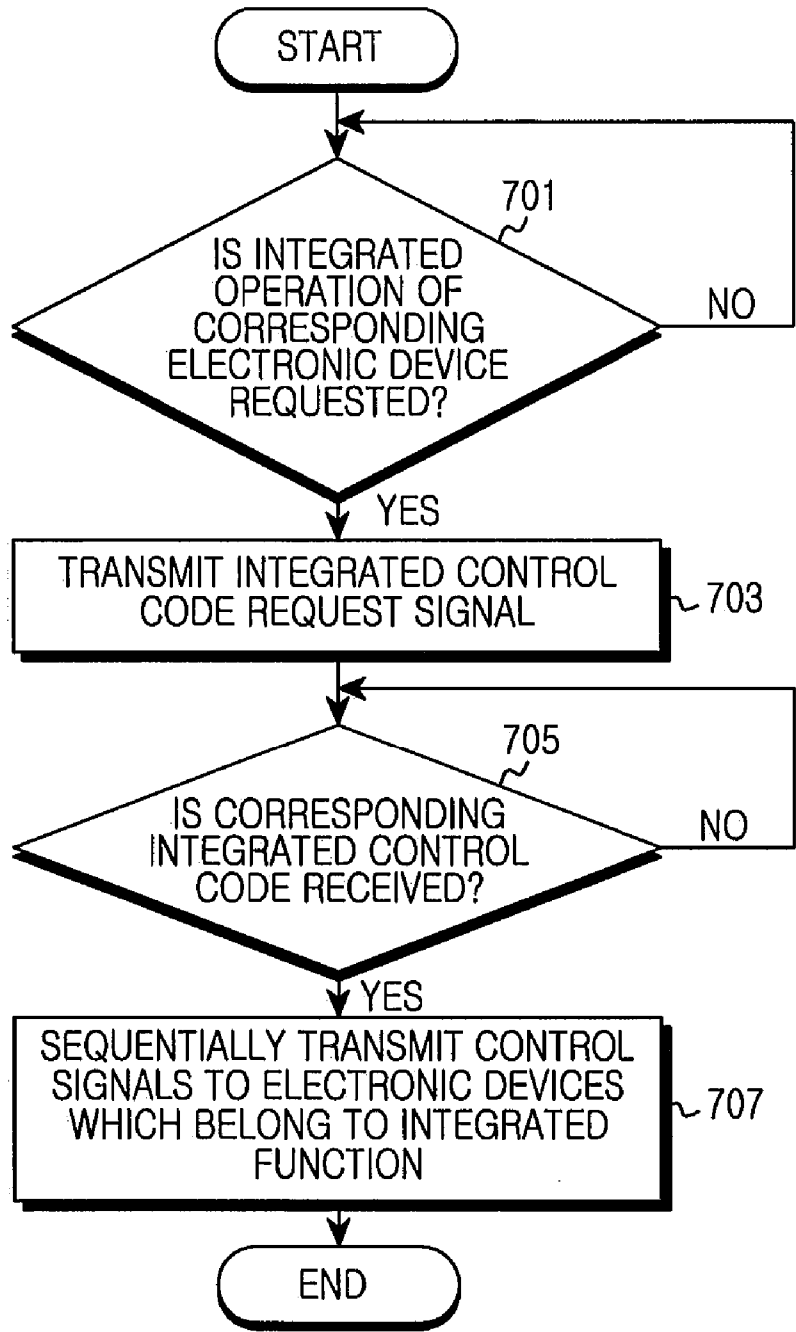 START
701
IS INTEGRATED
OPERATION OF
CORRESPONDING
ELECTRONIC DEVICE
REQUESTED?
NO
YES
TRANSMIT INTEGRATED CONTROL
CODE REQUEST SIGNAL
703
705
IS CORRESPONDING
INTEGRATED CONTROL
CODE RECEIVED?
NO
YES
SEQUENTIALLY TRANSMIT CONTROL
SIGNALS TO ELECTRONIC DEVICES
WHICH BELONG TO INTEGRATED
FUNCTION
707
END